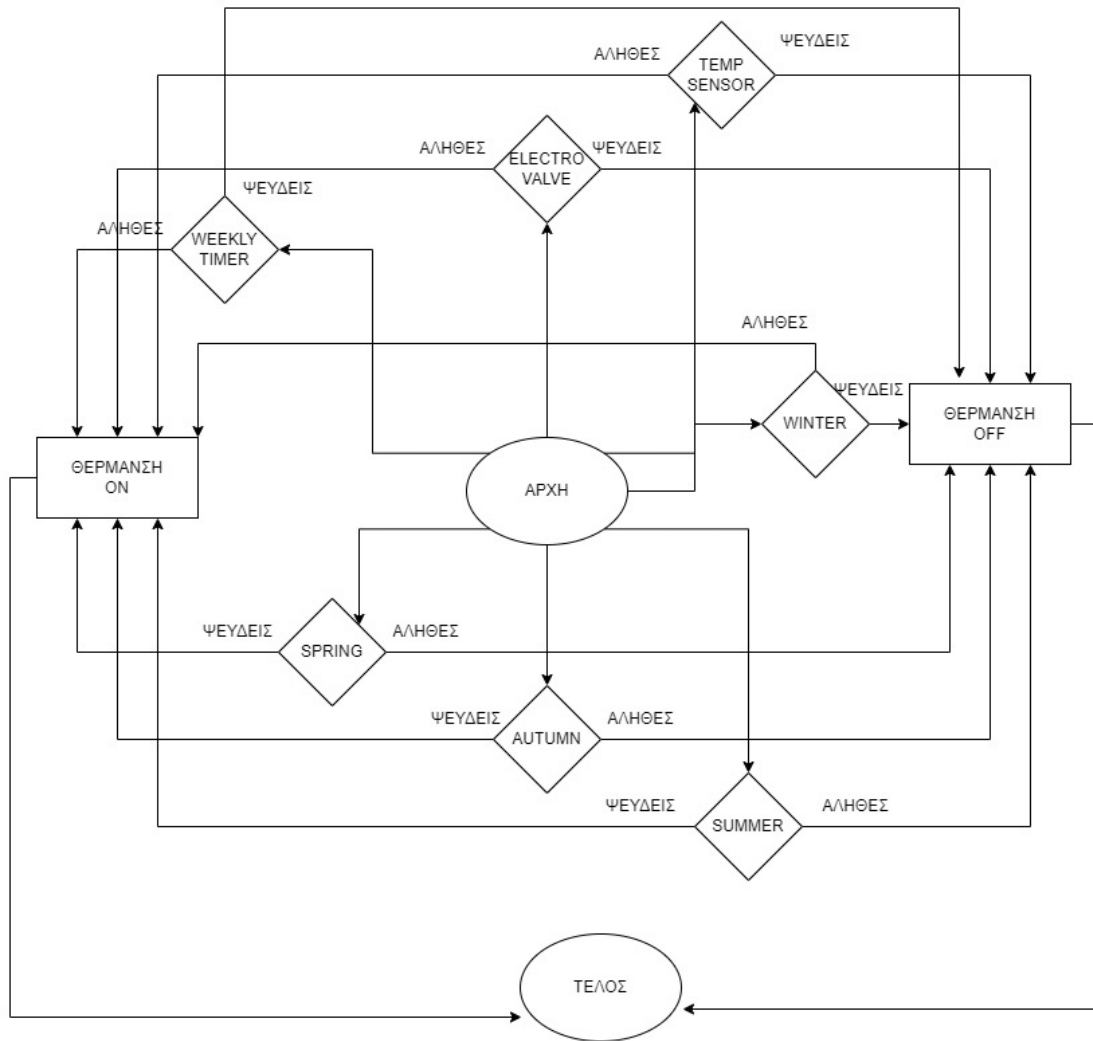 ΨΕΥΔΕΙΣ
ΑΛΗΘΕΣ
TEMP
SENSOR
ΑΛΗΘΕΣ
ELECTRO
VALVE
ΨΕΥΔΕΙΣ
ΨΕΥΔΕΙΣ
ΑΛΗΘΕΣ
WEEKLY
TIMER
ΑΛΗΘΕΣ
ΨΕΥΔΕΙΣ
WINTER
ΘΕΡΜΑΝΣΗ
OFF
ΘΕΡΜΑΝΣΗ
ON
ΑΡΧΗ
ΨΕΥΔΕΙΣ
ΑΛΗΘΕΣ
SPRING
ΨΕΥΔΕΙΣ
ΑΛΗΘΕΣ
AUTUMN
ΨΕΥΔΕΙΣ
ΑΛΗΘΕΣ
SUMMER
ΤΕΛΟΣ